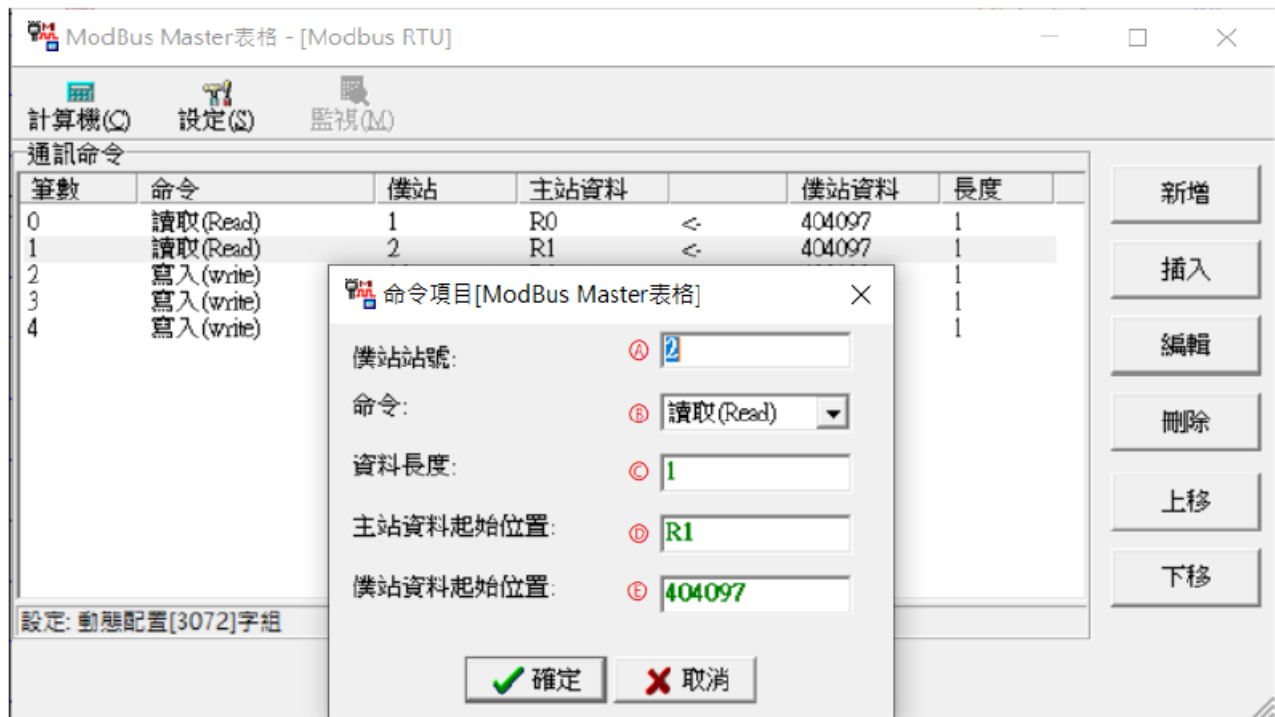 ModBus Master表格 - [Modbus RTU]
計算機(C) 設定(S) 監視(M)
通訊命令
筆數 命令 僕站 主站資料 僕站資料 長度
0 讀取(Read) 1 R0 <- 404097 1
1 讀取(Read) 2 R1 <- 404097 1
2 寫入(write) 1
3 寫入(write) 1
4 寫入(write) 1
設定: 動態配置[3072]字組
新增
插入
編輯
刪除
上移
下移
命令項目[ModBus Master表格]
僕站站號: Ⓐ 2
命令: Ⓑ 讀取(Read)
資料長度: Ⓒ 1
主站資料起始位置: Ⓓ R1
僕站資料起始位置: Ⓔ 404097
確定 取消